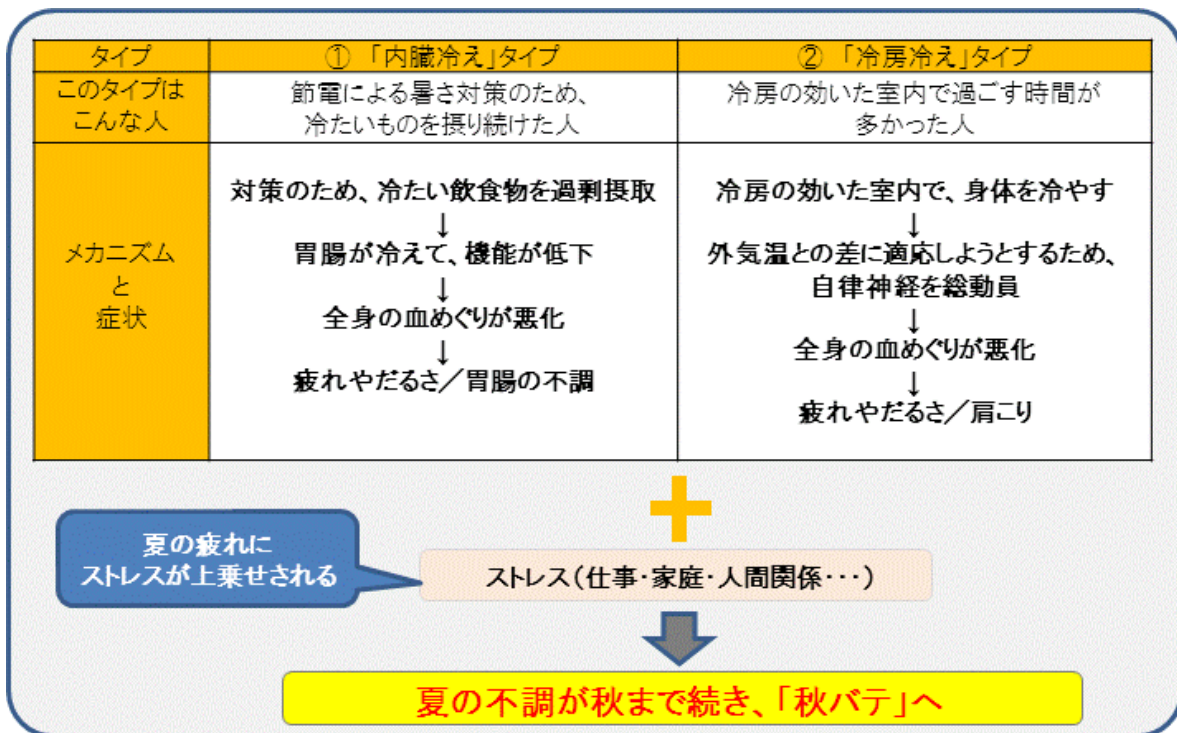 タイプ
① 「内臓冷え」タイプ
② 「冷房冷え」タイプ
このタイプは
こんな人
節電による暑さ対策のため、
冷たいものを摂り続けた人
冷房の効いた室内で過ごす時間が
多かった人
メカニズム
と
症状
対策のため、冷たい飲食物を過剰摂取
↓
胃腸が冷えて、機能が低下
↓
全身の血めぐりが悪化
↓
疲れやだるさ／胃腸の不調
冷房の効いた室内で、身体を冷やす
↓
外気温との差に適応しようとするため、
自律神経を総動員
↓
全身の血めぐりが悪化
↓
疲れやだるさ／肩こり
夏の疲れに
ストレスが上乗せされる
ストレス(仕事・家庭・人間関係・・・)
夏の不調が秋まで続き、「秋バテ」へ